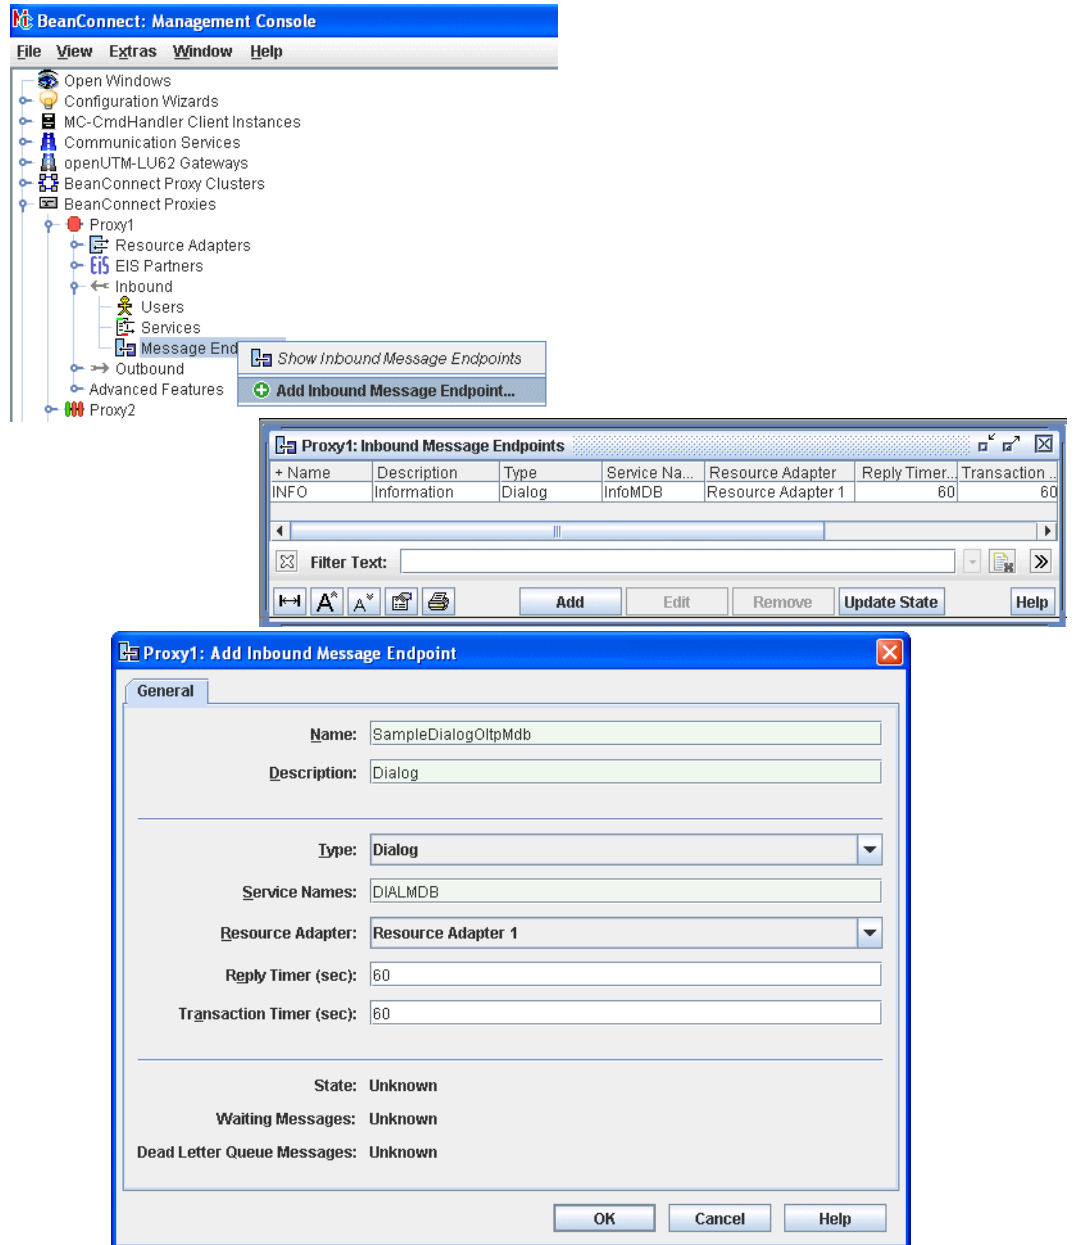 BeanConnect: Management Console
File View Extras Window Help
Open Windows
Configuration Wizards
MC-CmdHandler Client Instances
Communication Services
openUTM-LU62 Gateways
BeanConnect Proxy Clusters
BeanConnect Proxies
Proxy1
Resource Adapters
EIS Partners
Inbound
Users
Services
Message End
Show Inbound Message Endpoints
Outbound
Advanced Features
Add Inbound Message Endpoint...
Proxy2
Proxy1: Inbound Message Endpoints
+ Name Description Type Service Na... Resource Adapter Reply Timer... Transaction ...
INFO Information Dialog InfoMDB Resource Adapter 1 60 60
Filter Text:
Add Edit Remove Update State Help
Proxy1: Add Inbound Message Endpoint
General
Name: SampleDialogOltpMdb
Description: Dialog
Type: Dialog
Service Names: DIALMDB
Resource Adapter: Resource Adapter 1
Reply Timer (sec): 60
Transaction Timer (sec): 60
State: Unknown
Waiting Messages: Unknown
Dead Letter Queue Messages: Unknown
OK Cancel Help